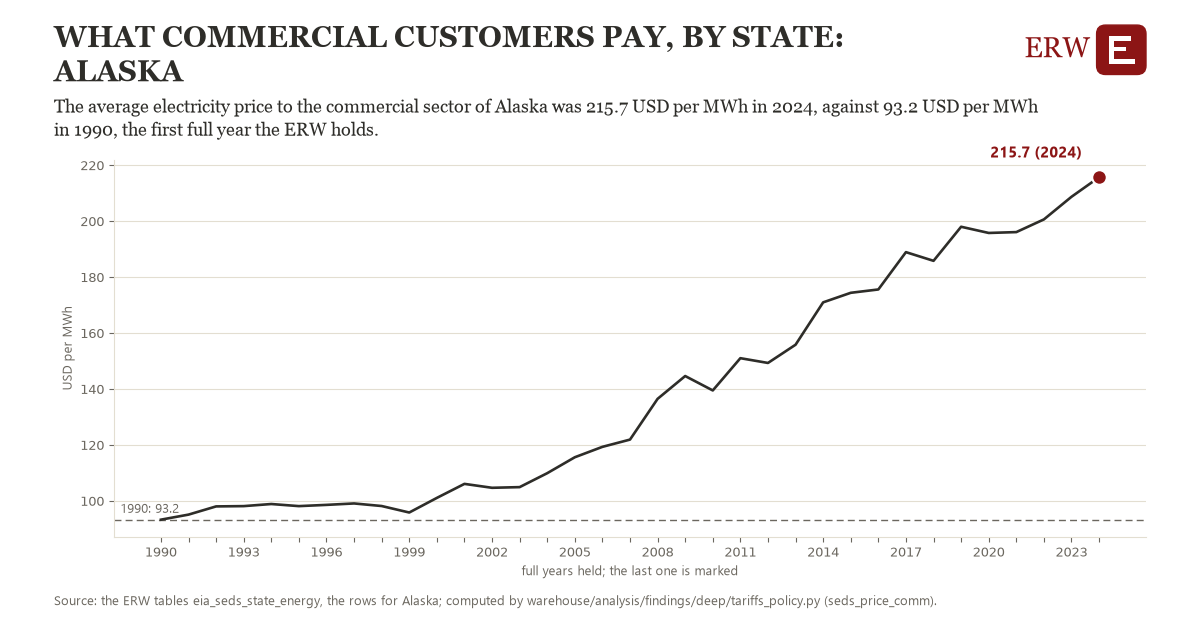 WHAT COMMERCIAL CUSTOMERS PAY, BY STATE:
ALASKA
ERW E
The average electricity price to the commercial sector of Alaska was 215.7 USD per MWh in 2024, against 93.2 USD per MWh
in 1990, the first full year the ERW holds.
215.7 (2024)
220
200
180
160
140
120
100
USD per MWh
1990: 93.2
1990 1993 1996 1999 2002 2005 2008 2011 2014 2017 2020 2023
full years held; the last one is marked
Source: the ERW tables eia_seds_state_energy, the rows for Alaska; computed by warehouse/analysis/findings/deep/tariffs_policy.py (seds_price_comm).